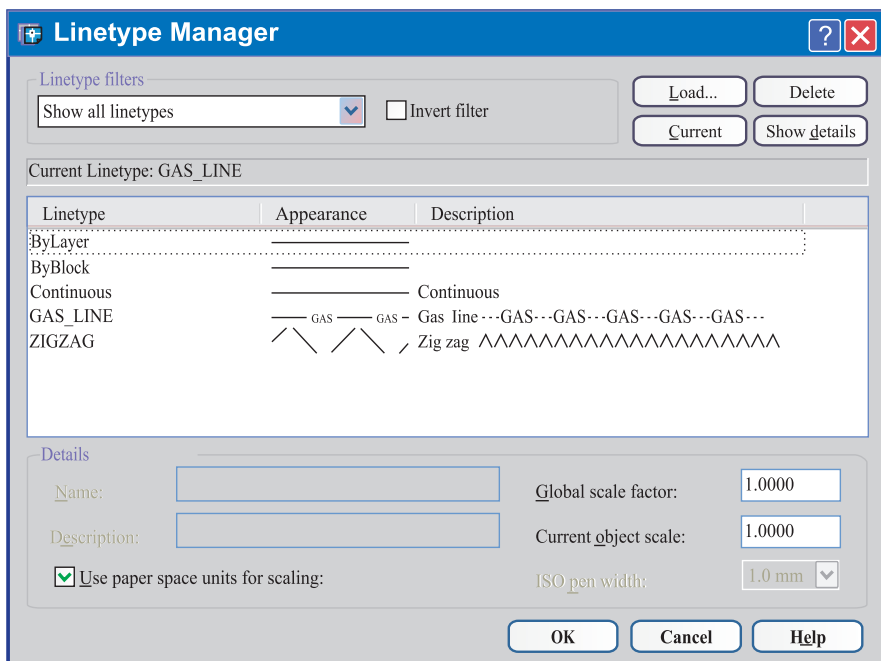 Linetype Manager
?
Linetype filters
Show all linetypes
Invert filter
Load...
Delete
Current
Show details
Current Linetype: GAS_LINE
Linetype Appearance Description
ByLayer
ByBlock
Continuous Continuous
GAS_LINE GAS GAS Gas line ---GAS---GAS---GAS---GAS---GAS---
ZIGZAG Zig zag /\/\/\/\/\/\/\/\/\/\/\/\/\/\/\/\/\/\/\/\
Details
Name:
Global scale factor: 1.0000
Description:
Current object scale: 1.0000
Use paper space units for scaling:
ISO pen width: 1.0 mm
OK Cancel Help